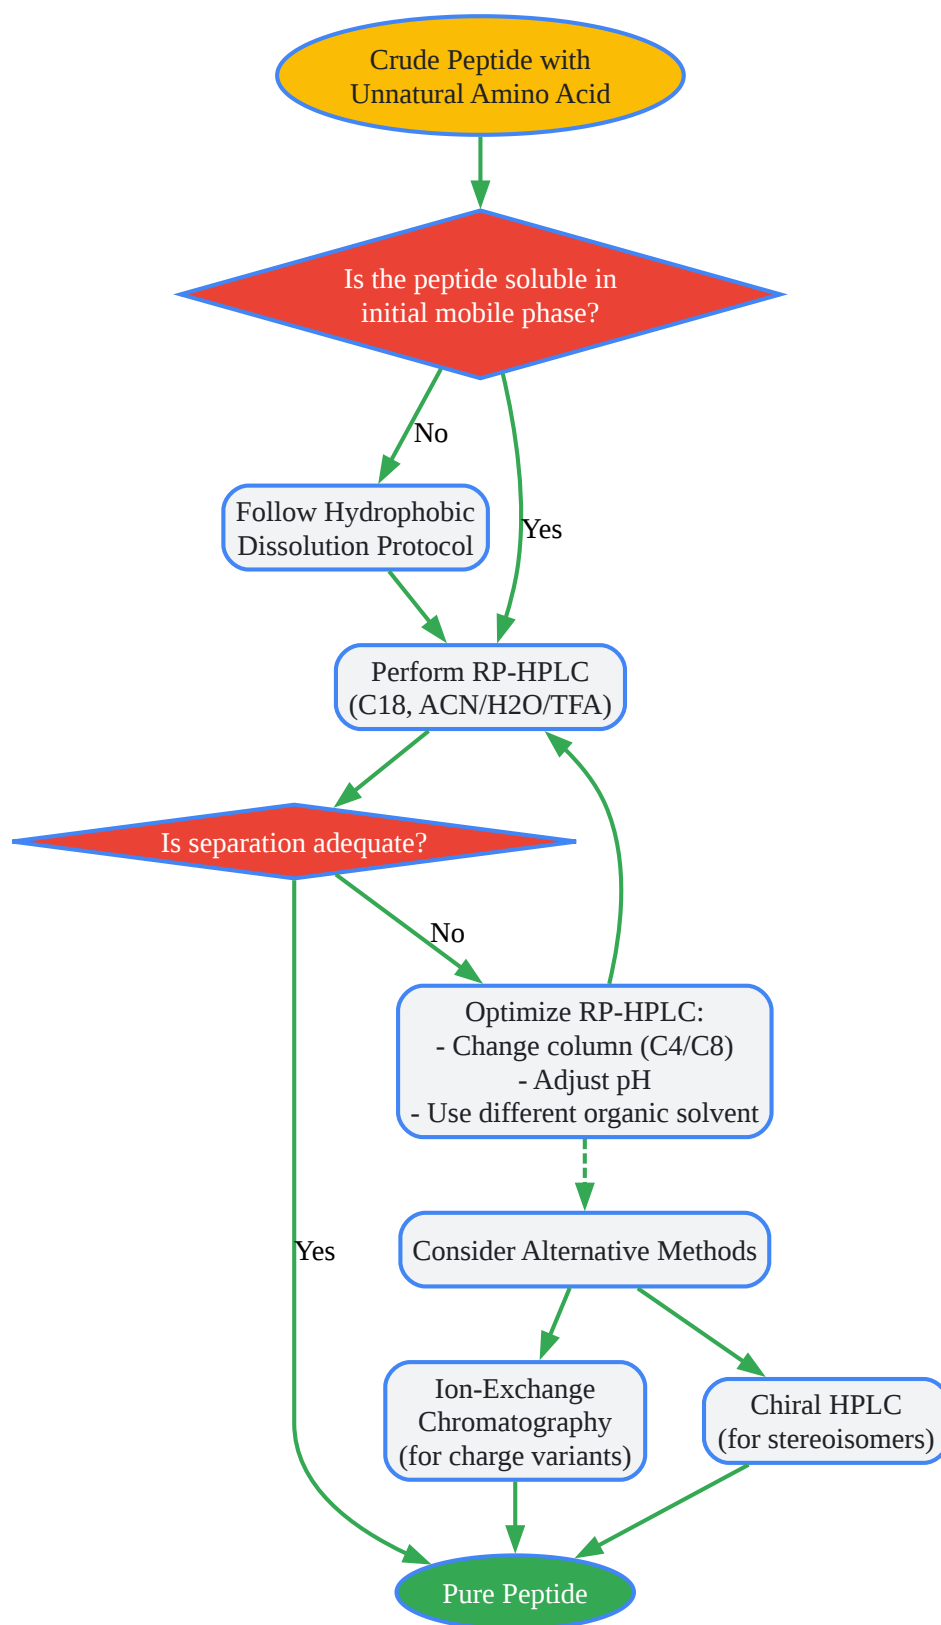 Crude Peptide with
Unnatural Amino Acid
Is the peptide soluble in
initial mobile phase?
No
Follow Hydrophobic
Dissolution Protocol
Yes
Perform RP-HPLC
(C18, ACN/H2O/TFA)
Is separation adequate?
No
Optimize RP-HPLC:
- Change column (C4/C8)
- Adjust pH
- Use different organic solvent
Yes
Consider Alternative Methods
Ion-Exchange
Chromatography
(for charge variants)
Chiral HPLC
(for stereoisomers)
Pure Peptide